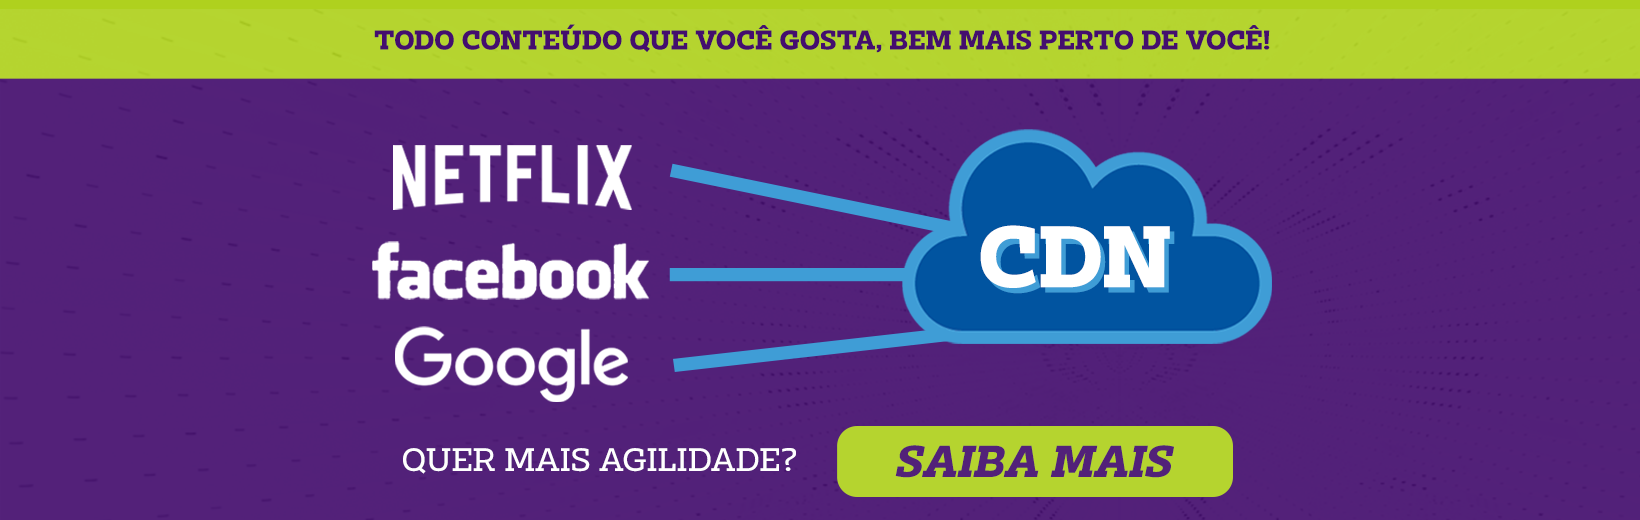 TODO CONTEÚDO QUE VOCÊ GOSTA, BEM MAIS PERTO DE VOCÊ!
NETFLIX
facebook
Google
CDN
QUER MAIS AGILIDADE?
SAIBA MAIS